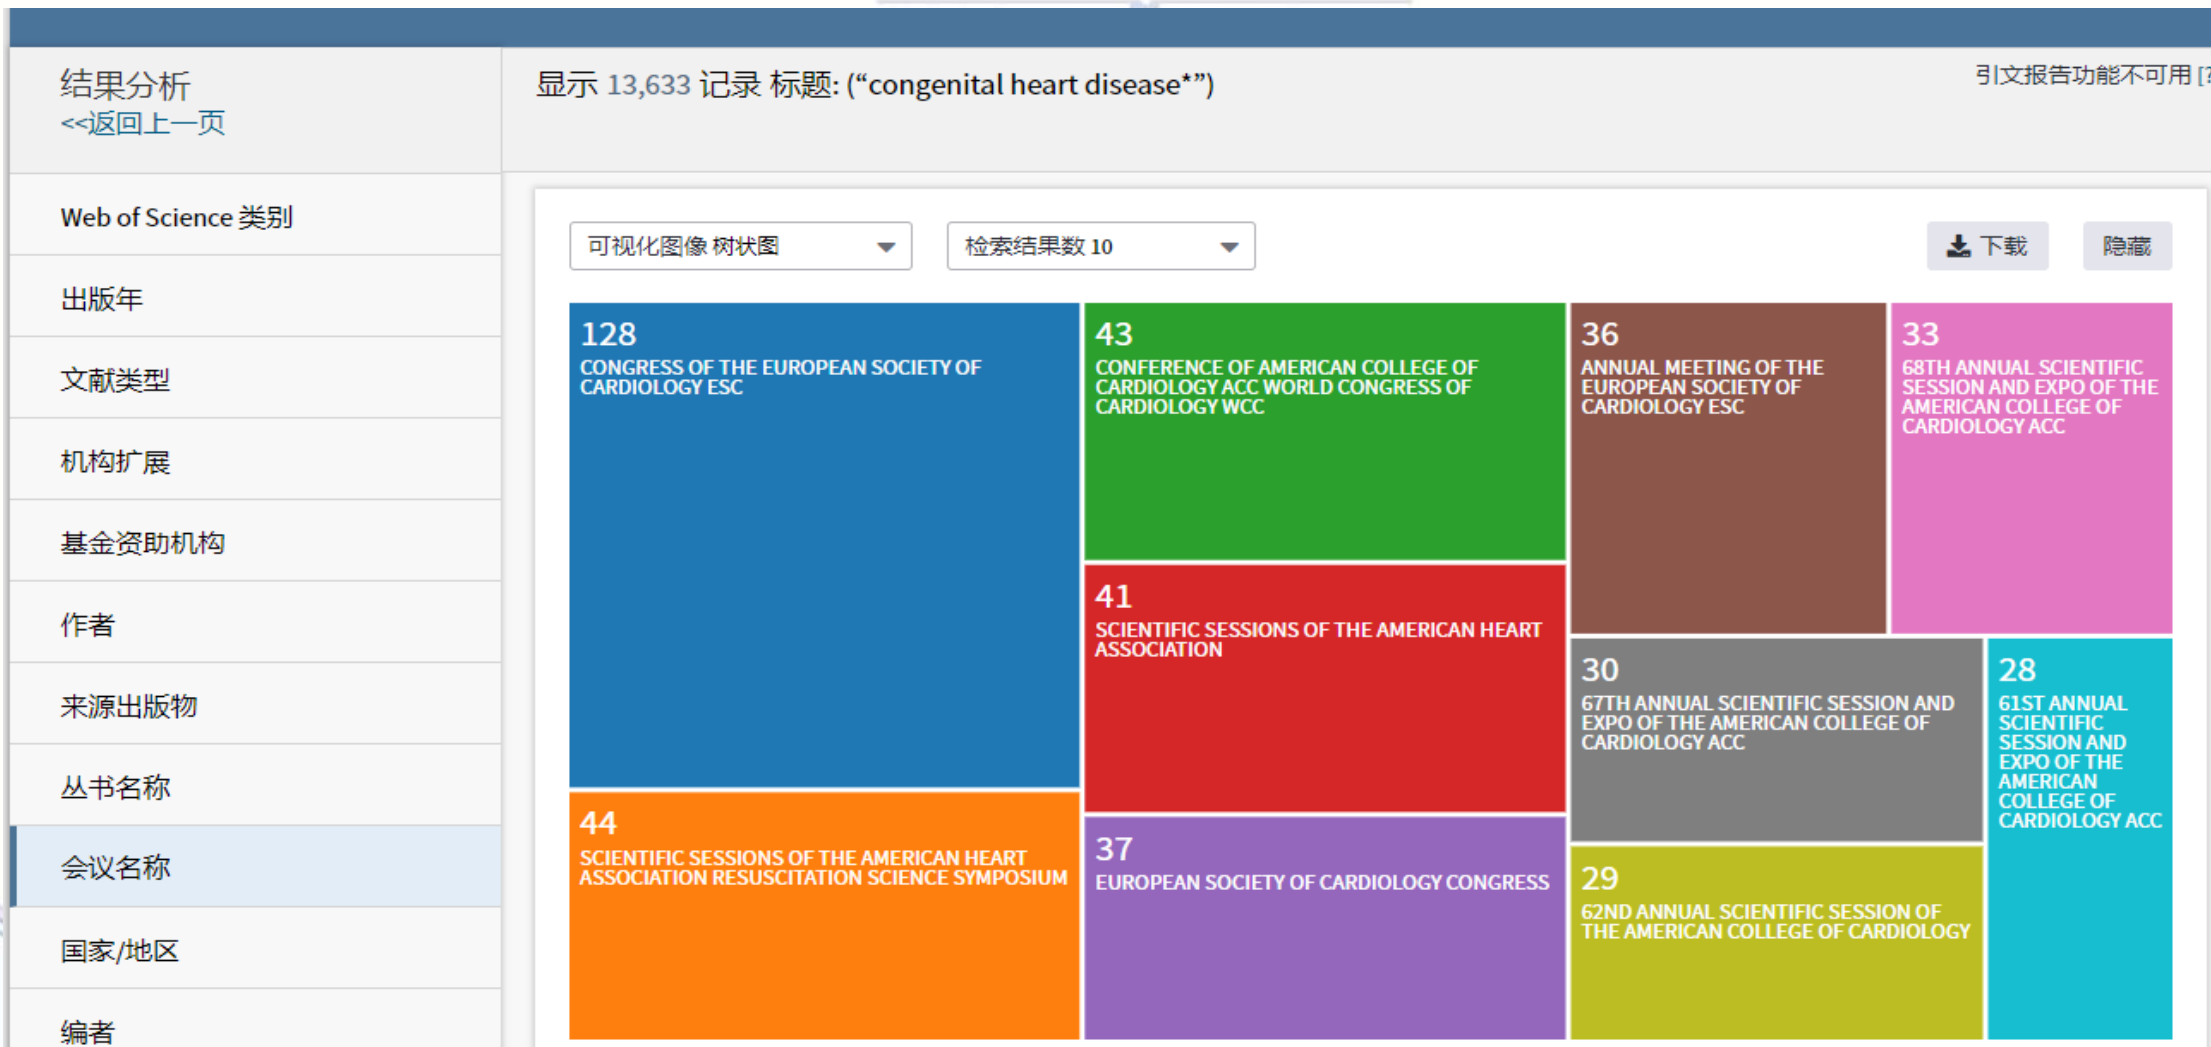 结果分析
<<返回上一页
显示 13,633 记录 标题: (“congenital heart disease*”)
引文报告功能不可用 [?
Web of Science 类别
出版年
文献类型
机构扩展
基金资助机构
作者
来源出版物
丛书名称
会议名称
国家/地区
编者
可视化图像 树状图
检索结果数 10
下载
隐藏
128
CONGRESS OF THE EUROPEAN SOCIETY OF
CARDIOLOGY ESC
44
SCIENTIFIC SESSIONS OF THE AMERICAN HEART
ASSOCIATION RESUSCITATION SCIENCE SYMPOSIUM
43
CONFERENCE OF AMERICAN COLLEGE OF
CARDIOLOGY ACC WORLD CONGRESS OF
CARDIOLOGY WCC
41
SCIENTIFIC SESSIONS OF THE AMERICAN HEART
ASSOCIATION
37
EUROPEAN SOCIETY OF CARDIOLOGY CONGRESS
36
ANNUAL MEETING OF THE
EUROPEAN SOCIETY OF
CARDIOLOGY ESC
33
68TH ANNUAL SCIENTIFIC
SESSION AND EXPO OF THE
AMERICAN COLLEGE OF
CARDIOLOGY ACC
30
67TH ANNUAL SCIENTIFIC SESSION AND
EXPO OF THE AMERICAN COLLEGE OF
CARDIOLOGY ACC
29
62ND ANNUAL SCIENTIFIC SESSION OF
THE AMERICAN COLLEGE OF CARDIOLOGY
28
61ST ANNUAL
SCIENTIFIC
SESSION AND
EXPO OF THE
AMERICAN
COLLEGE OF
CARDIOLOGY ACC